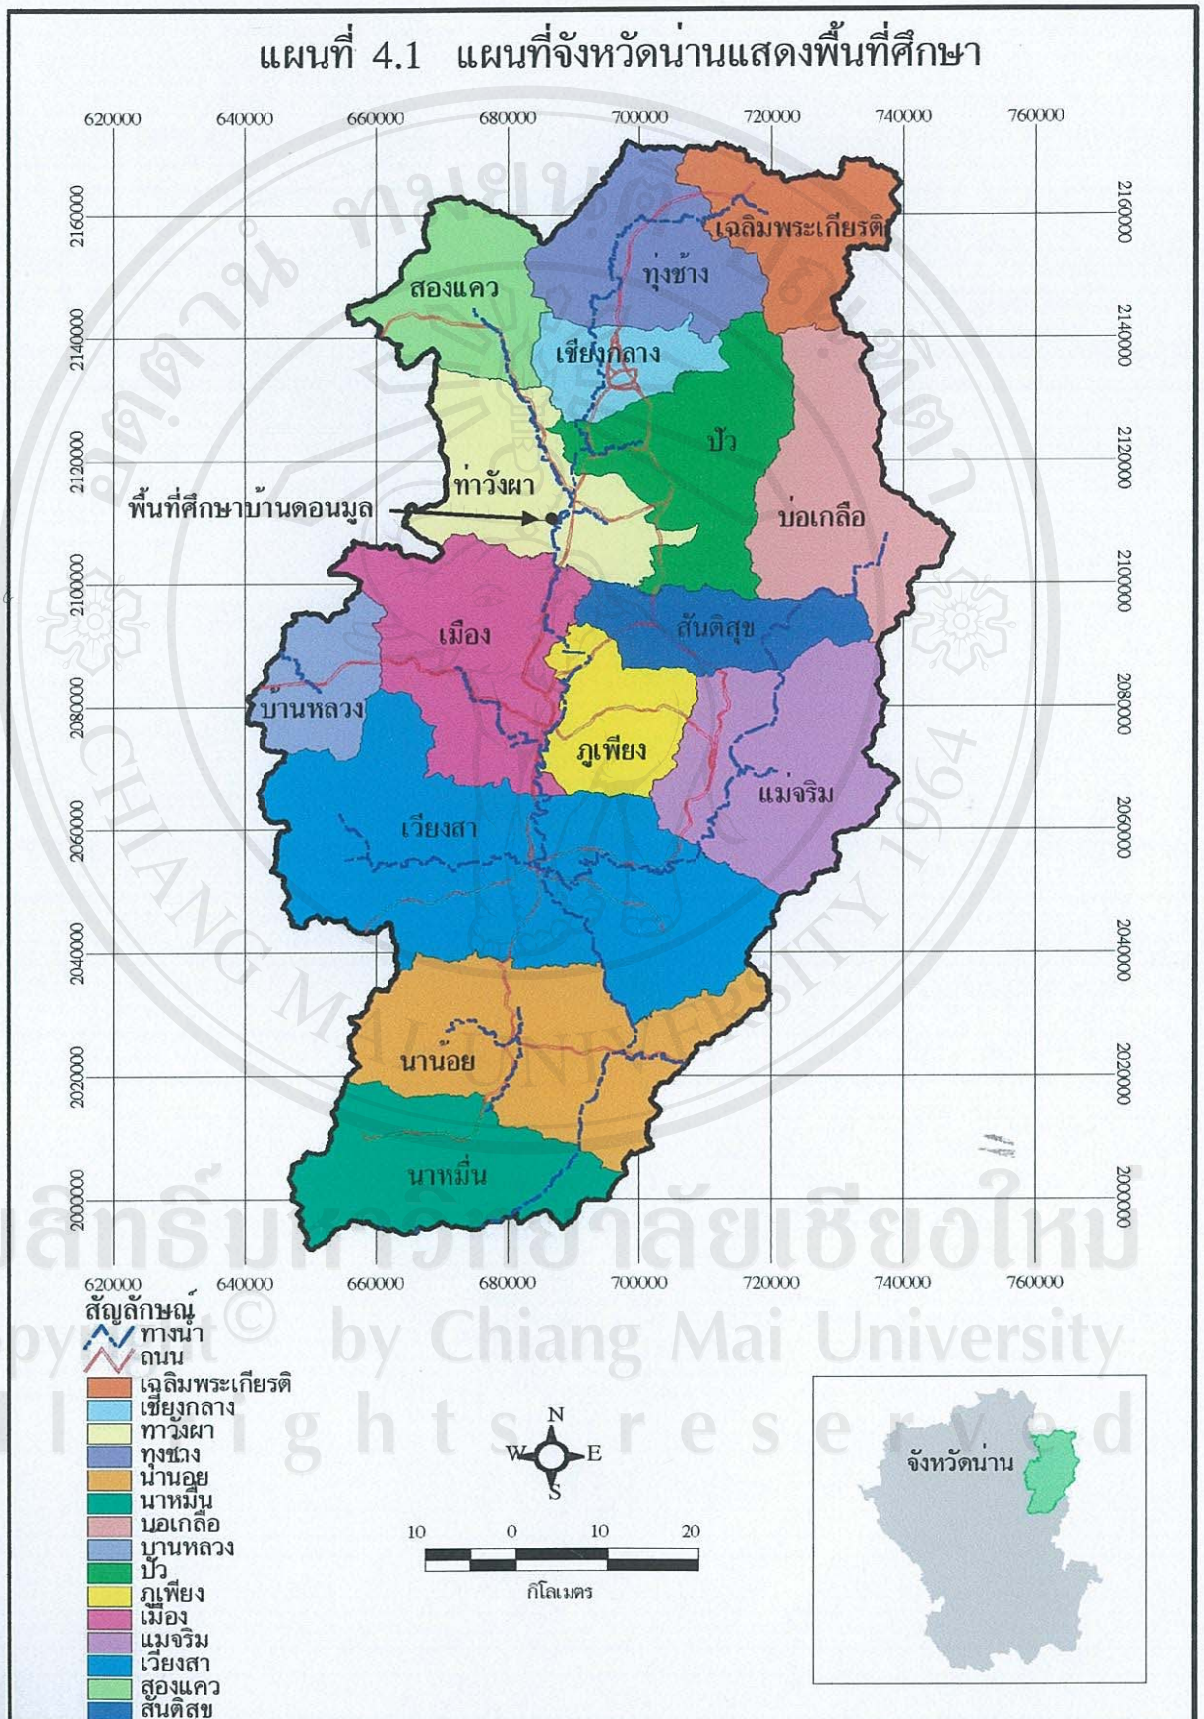 แผนที่ 4.1 แผนที่จังหวัดน่านแสดงพื้นที่ศึกษา
620000 640000 660000 680000 700000 720000 740000 760000
2160000 2160000
เฉลิมพระเกียรติ
ทุ่งช้าง
สองแคว
2140000 2140000
เชียงกลาง
ปัว
2120000 2120000
ท่าวังผา
พื้นที่ศึกษาบ้านดอนมูล
บ่อเกลือ
2100000 2100000
สันติสุข
เมือง
2080000 2080000
บ้านหลวง
ภูเพียง
แม่จริม
2060000 2060000
เวียงสา
2040000 2040000
นาน้อย
2020000 2020000
นาหมื่น
2000000 2000000
620000 640000 660000 680000 700000 720000 740000 760000
CHIANG MAI UNIVERSITY 1964
Copyright© by Chiang Mai University
All rights reserved
สัญลักษณ์
ทางน้ำ
ถนน
เฉลิมพระเกียรติ
เชียงกลาง
ทาวังผา
ทุงช้าง
นานอย
นาหมื่น
บอเกลือ
บานหลวง
ปัว
ภูเพียง
เมือง
แมจริม
เวียงสา
สองแคว
สันติสุข
N
W E
S
10 0 10 20
กิโลเมตร
จังหวัดน่าน